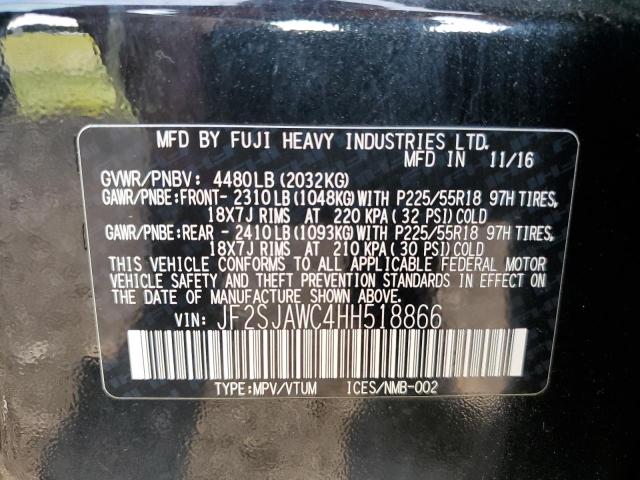 MFD BY FUJI HEAVY INDUSTRIES LTD.
MFD IN 11/16
GVWR/PNBV: 4480LB (2032KG)
GAWR/PNBE:FRONT- 2310 LB (1048KG) WITH P225/55R18 97H TIRES,
18X7J RIMS AT 220 KPA (32 PSI) COLD
GAWR/PNBE:REAR - 2410 LB (1093KG) WITH P225/55R18 97H TIRES,
18X7J RIMS AT 210 KPA (30 PSI) COLD
THIS VEHICLE CONFORMS TO ALL APPLICABLE FEDERAL MOTOR
VEHICLE SAFETY AND THEFT PREVENTION STANDARDS IN EFFECT ON
THE DATE OF MANUFACTURE SHOWN ABOVE.
VIN: JF2SJAWC4HH518866
TYPE:MPV/VTUM ICES/NMB-002